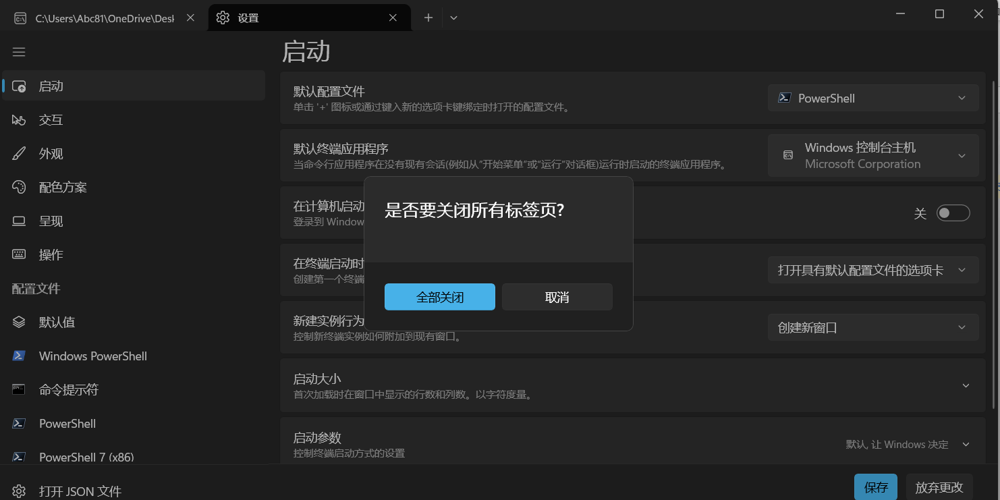 C:\Users\Abc81\OneDrive\Desk
设置
启动
交互
外观
配色方案
呈现
操作
配置文件
默认值
Windows PowerShell
命令提示符
PowerShell
PowerShell 7 (x86)
打开 JSON 文件
启动
默认配置文件
单击 '+' 图标或通过键入新的选项卡键绑定时打开的配置文件。
PowerShell
默认终端应用程序
当命令行应用程序在没有现有会话(例如从“开始菜单”或“运行”对话框)运行时启动的终端应用程序。
Windows 控制台主机
Microsoft Corporation
在计算机启动
登录到 Window
关
在终端启动时
创建第一个终端
打开具有默认配置文件的选项卡
新建实例行为
控制新终端实例如何附加到现有窗口。
创建新窗口
启动大小
首次加载时在窗口中显示的行数和列数。以字符度量。
启动参数
控制终端启动方式的设置
默认, 让 Windows 决定
是否要关闭所有标签页?
全部关闭
取消
保存
放弃更改